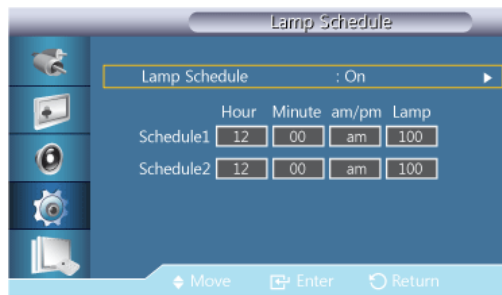 Lamp Schedule
Lamp Schedule : On
Hour Minute am/pm Lamp
Schedule1 12 00 am 100
Schedule2 12 00 am 100
Move Enter Return